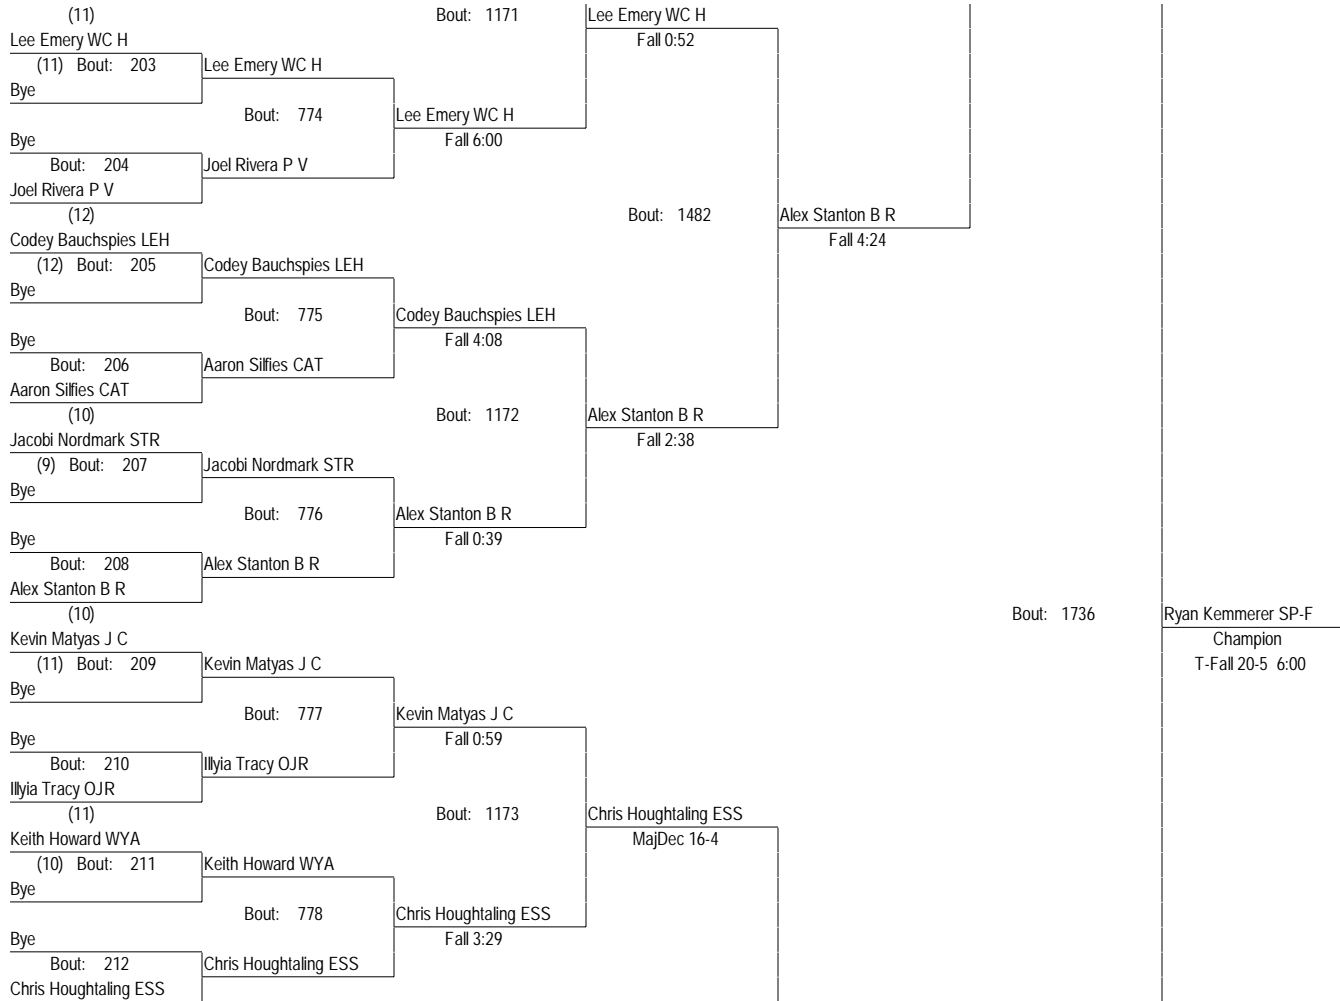 (11) Bout: 1171 Lee Emery WC H
Lee Emery WC H Fall 0:52
(11) Bout: 203 Lee Emery WC H
Bye
Bout: 774 Lee Emery WC H
Bye Fall 6:00
Bout: 204 Joel Rivera P V
Joel Rivera P V
(12) Bout: 1482 Alex Stanton B R
Codey Bauchspies LEH Fall 4:24
(12) Bout: 205 Codey Bauchspies LEH
Bye
Bout: 775 Codey Bauchspies LEH
Bye Fall 4:08
Bout: 206 Aaron Silfies CAT
Aaron Silfies CAT
(10) Bout: 1172 Alex Stanton B R
Jacobi Nordmark STR Fall 2:38
(9) Bout: 207 Jacobi Nordmark STR
Bye
Bout: 776 Alex Stanton B R
Bye Fall 0:39
Bout: 208 Alex Stanton B R
Alex Stanton B R
(10) Bout: 1736 Ryan Kemmerer SP-F
Kevin Matyas J C Champion
(11) Bout: 209 Kevin Matyas J C T-Fall 20-5 6:00
Bye
Bout: 777 Kevin Matyas J C
Bye Fall 0:59
Bout: 210 Illyia Tracy OJR
Illyia Tracy OJR
(11) Bout: 1173 Chris Houghtaling ESS
Keith Howard WYA MajDec 16-4
(10) Bout: 211 Keith Howard WYA
Bye
Bout: 778 Chris Houghtaling ESS
Bye Fall 3:29
Bout: 212 Chris Houghtaling ESS
Chris Houghtaling ESS